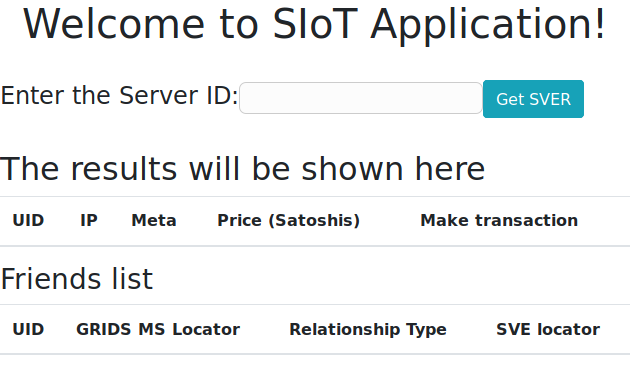 Welcome to SIoT Application!
Enter the Server ID: Get SVER
The results will be shown here
UID IP Meta Price (Satoshis) Make transaction
Friends list
UID GRIDS MS Locator Relationship Type SVE locator